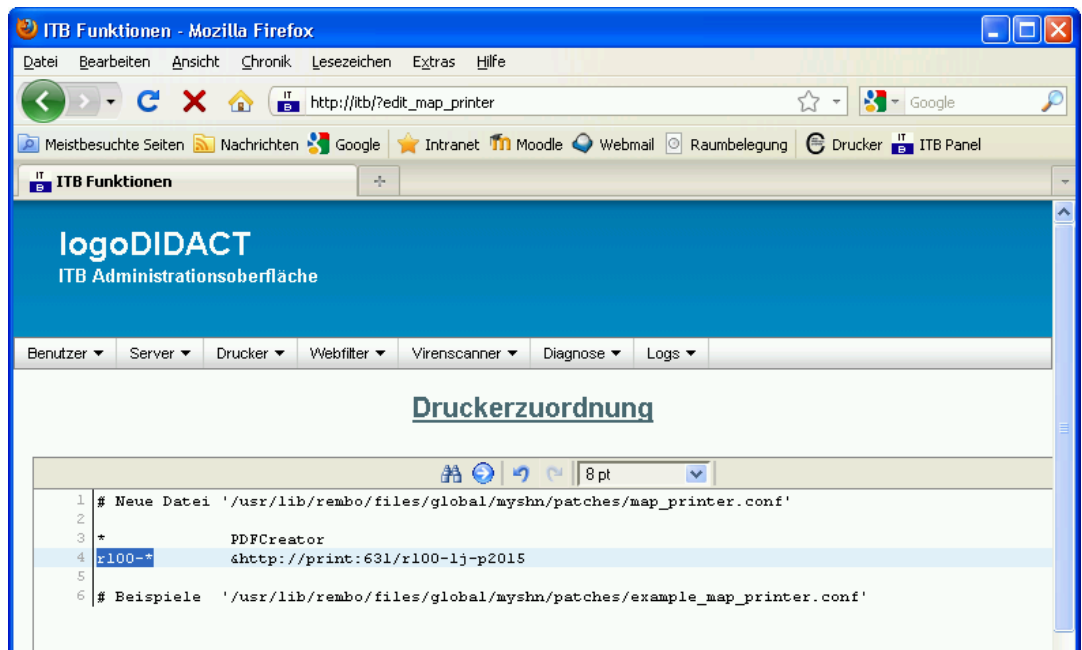 ITB Funktionen - Mozilla Firefox
Datei Bearbeiten Ansicht Chronik Lesezeichen Extras Hilfe
ITB http://itb/?edit_map_printer Google
Meistbesuchte Seiten Nachrichten Google Intranet Moodle Webmail Raumbelegung Drucker ITB ITB Panel
ITB ITB Funktionen
logoDIDACT
ITB Administrationsoberfläche
Benutzer Server Drucker Webfilter Virenscanner Diagnose Logs
Druckerzuordnung
8 pt
1 # Neue Datei '/usr/lib/rembo/files/global/myshn/patches/map_printer.conf'
2
3 * PDFCreator
4 r100-* &http://print:631/r100-lj-p2015
5
6 # Beispiele '/usr/lib/rembo/files/global/myshn/patches/example_map_printer.conf'